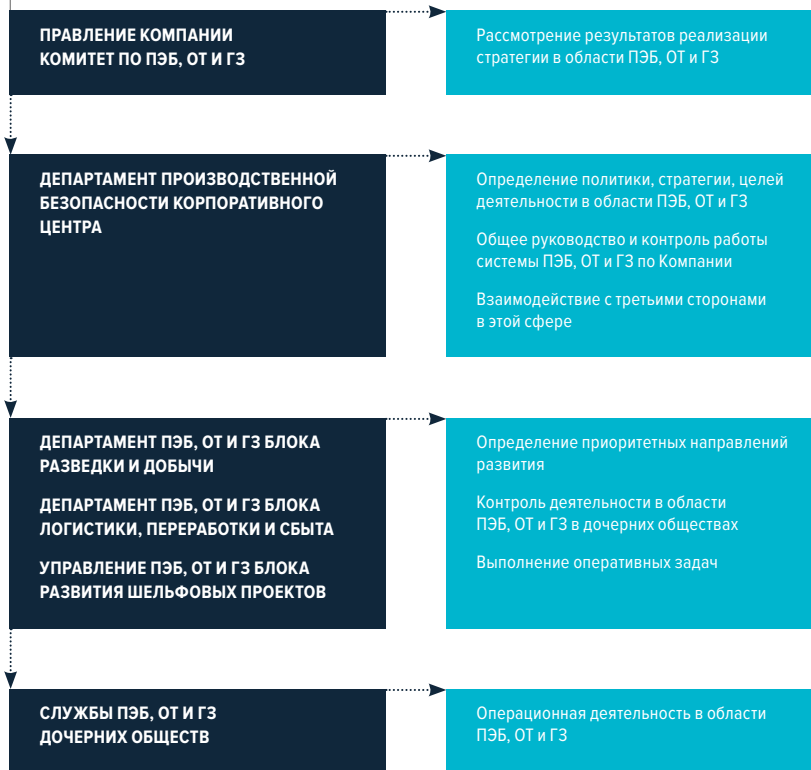 ПРАВЛЕНИЕ КОМПАНИИ
КОМИТЕТ ПО ПЭБ, ОТ И ГЗ
Рассмотрение результатов реализации
стратегии в области ПЭБ, ОТ и ГЗ
ДЕПАРТАМЕНТ ПРОИЗВОДСТВЕННОЙ
БЕЗОПАСНОСТИ КОРПОРАТИВНОГО
ЦЕНТРА
Определение политики, стратегии, целей
деятельности в области ПЭБ, ОТ и ГЗ
Общее руководство и контроль работы
системы ПЭБ, ОТ и ГЗ по Компании
Взаимодействие с третьими сторонами
в этой сфере
ДЕПАРТАМЕНТ ПЭБ, ОТ И ГЗ БЛОКА
РАЗВЕДКИ И ДОБЫЧИ
ДЕПАРТАМЕНТ ПЭБ, ОТ И ГЗ БЛОКА
ЛОГИСТИКИ, ПЕРЕРАБОТКИ И СБЫТА
УПРАВЛЕНИЕ ПЭБ, ОТ И ГЗ БЛОКА
РАЗВИТИЯ ШЕЛЬФОВЫХ ПРОЕКТОВ
Определение приоритетных направлений
развития
Контроль деятельности в области
ПЭБ, ОТ и ГЗ в дочерних обществах
Выполнение оперативных задач
СЛУЖБЫ ПЭБ, ОТ И ГЗ
ДОЧЕРНИХ ОБЩЕСТВ
Операционная деятельность в области
ПЭБ, ОТ и ГЗ